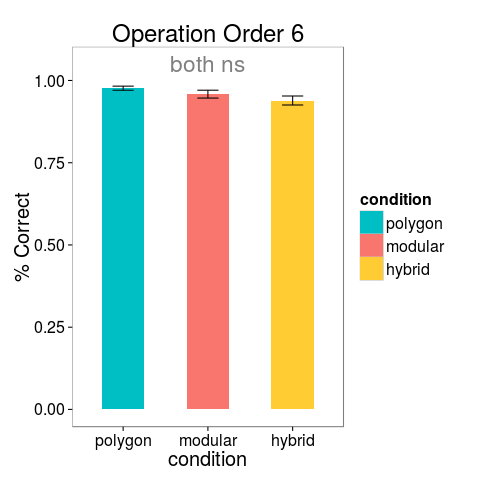 Operation Order 6
both ns
1.00
0.75
0.50
0.25
0.00
% Correct
polygon modular hybrid
condition
condition
polygon
modular
hybrid